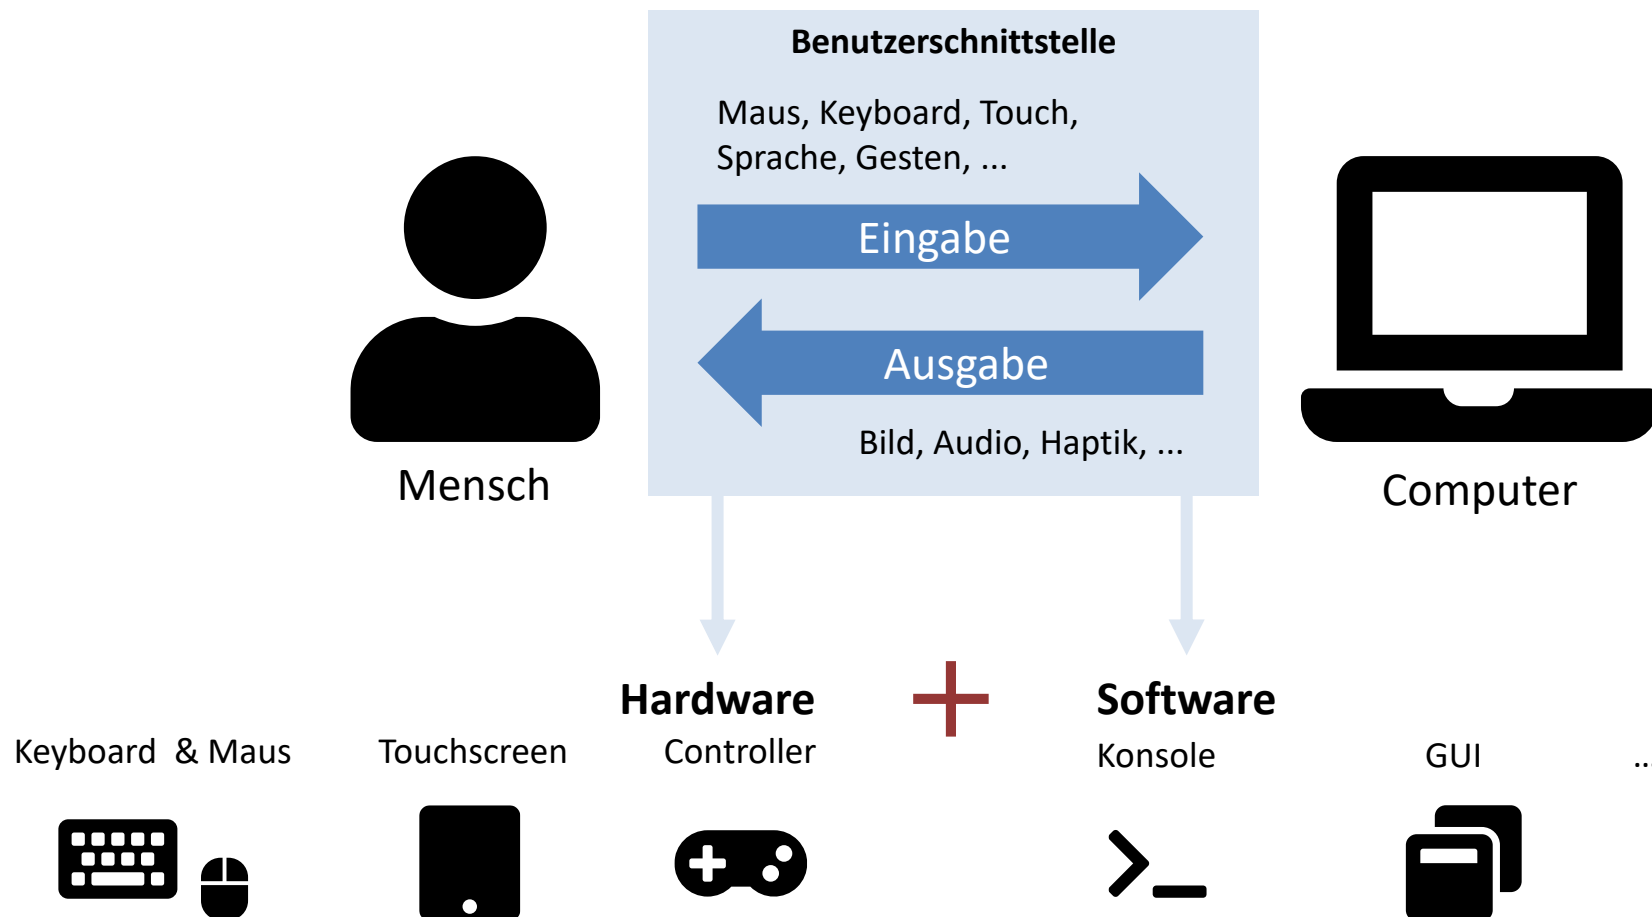 Benutzerschnittstelle
Maus, Keyboard, Touch,
Sprache, Gesten, ...
Eingabe
Ausgabe
Bild, Audio, Haptik, ...
Mensch
Computer
Hardware
Software
Keyboard & Maus
Touchscreen
Controller
Konsole
GUI
...